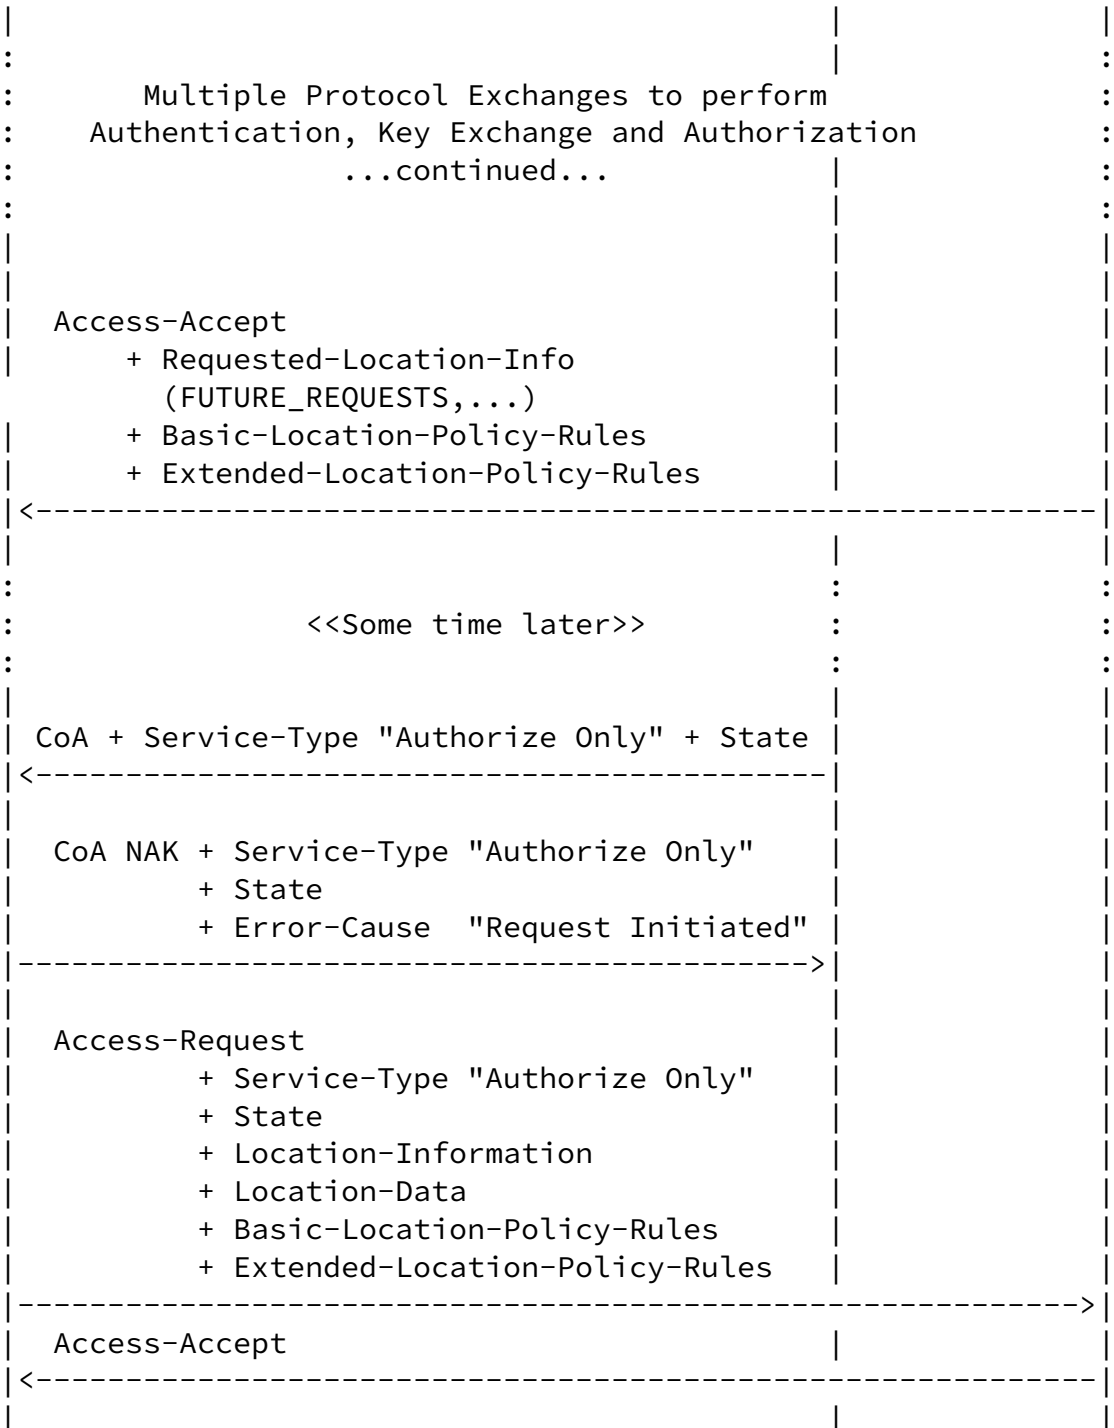 Multiple Protocol Exchanges to perform
Authentication, Key Exchange and Authorization
...continued...
Access-Accept
+ Requested-Location-Info
(FUTURE_REQUESTS,...)
+ Basic-Location-Policy-Rules
+ Extended-Location-Policy-Rules
<<Some time later>>
CoA + Service-Type "Authorize Only" + State
CoA NAK + Service-Type "Authorize Only"
+ State
+ Error-Cause  "Request Initiated"
Access-Request
+ Service-Type "Authorize Only"
+ State
+ Location-Information
+ Location-Data
+ Basic-Location-Policy-Rules
+ Extended-Location-Policy-Rules
Access-Accept